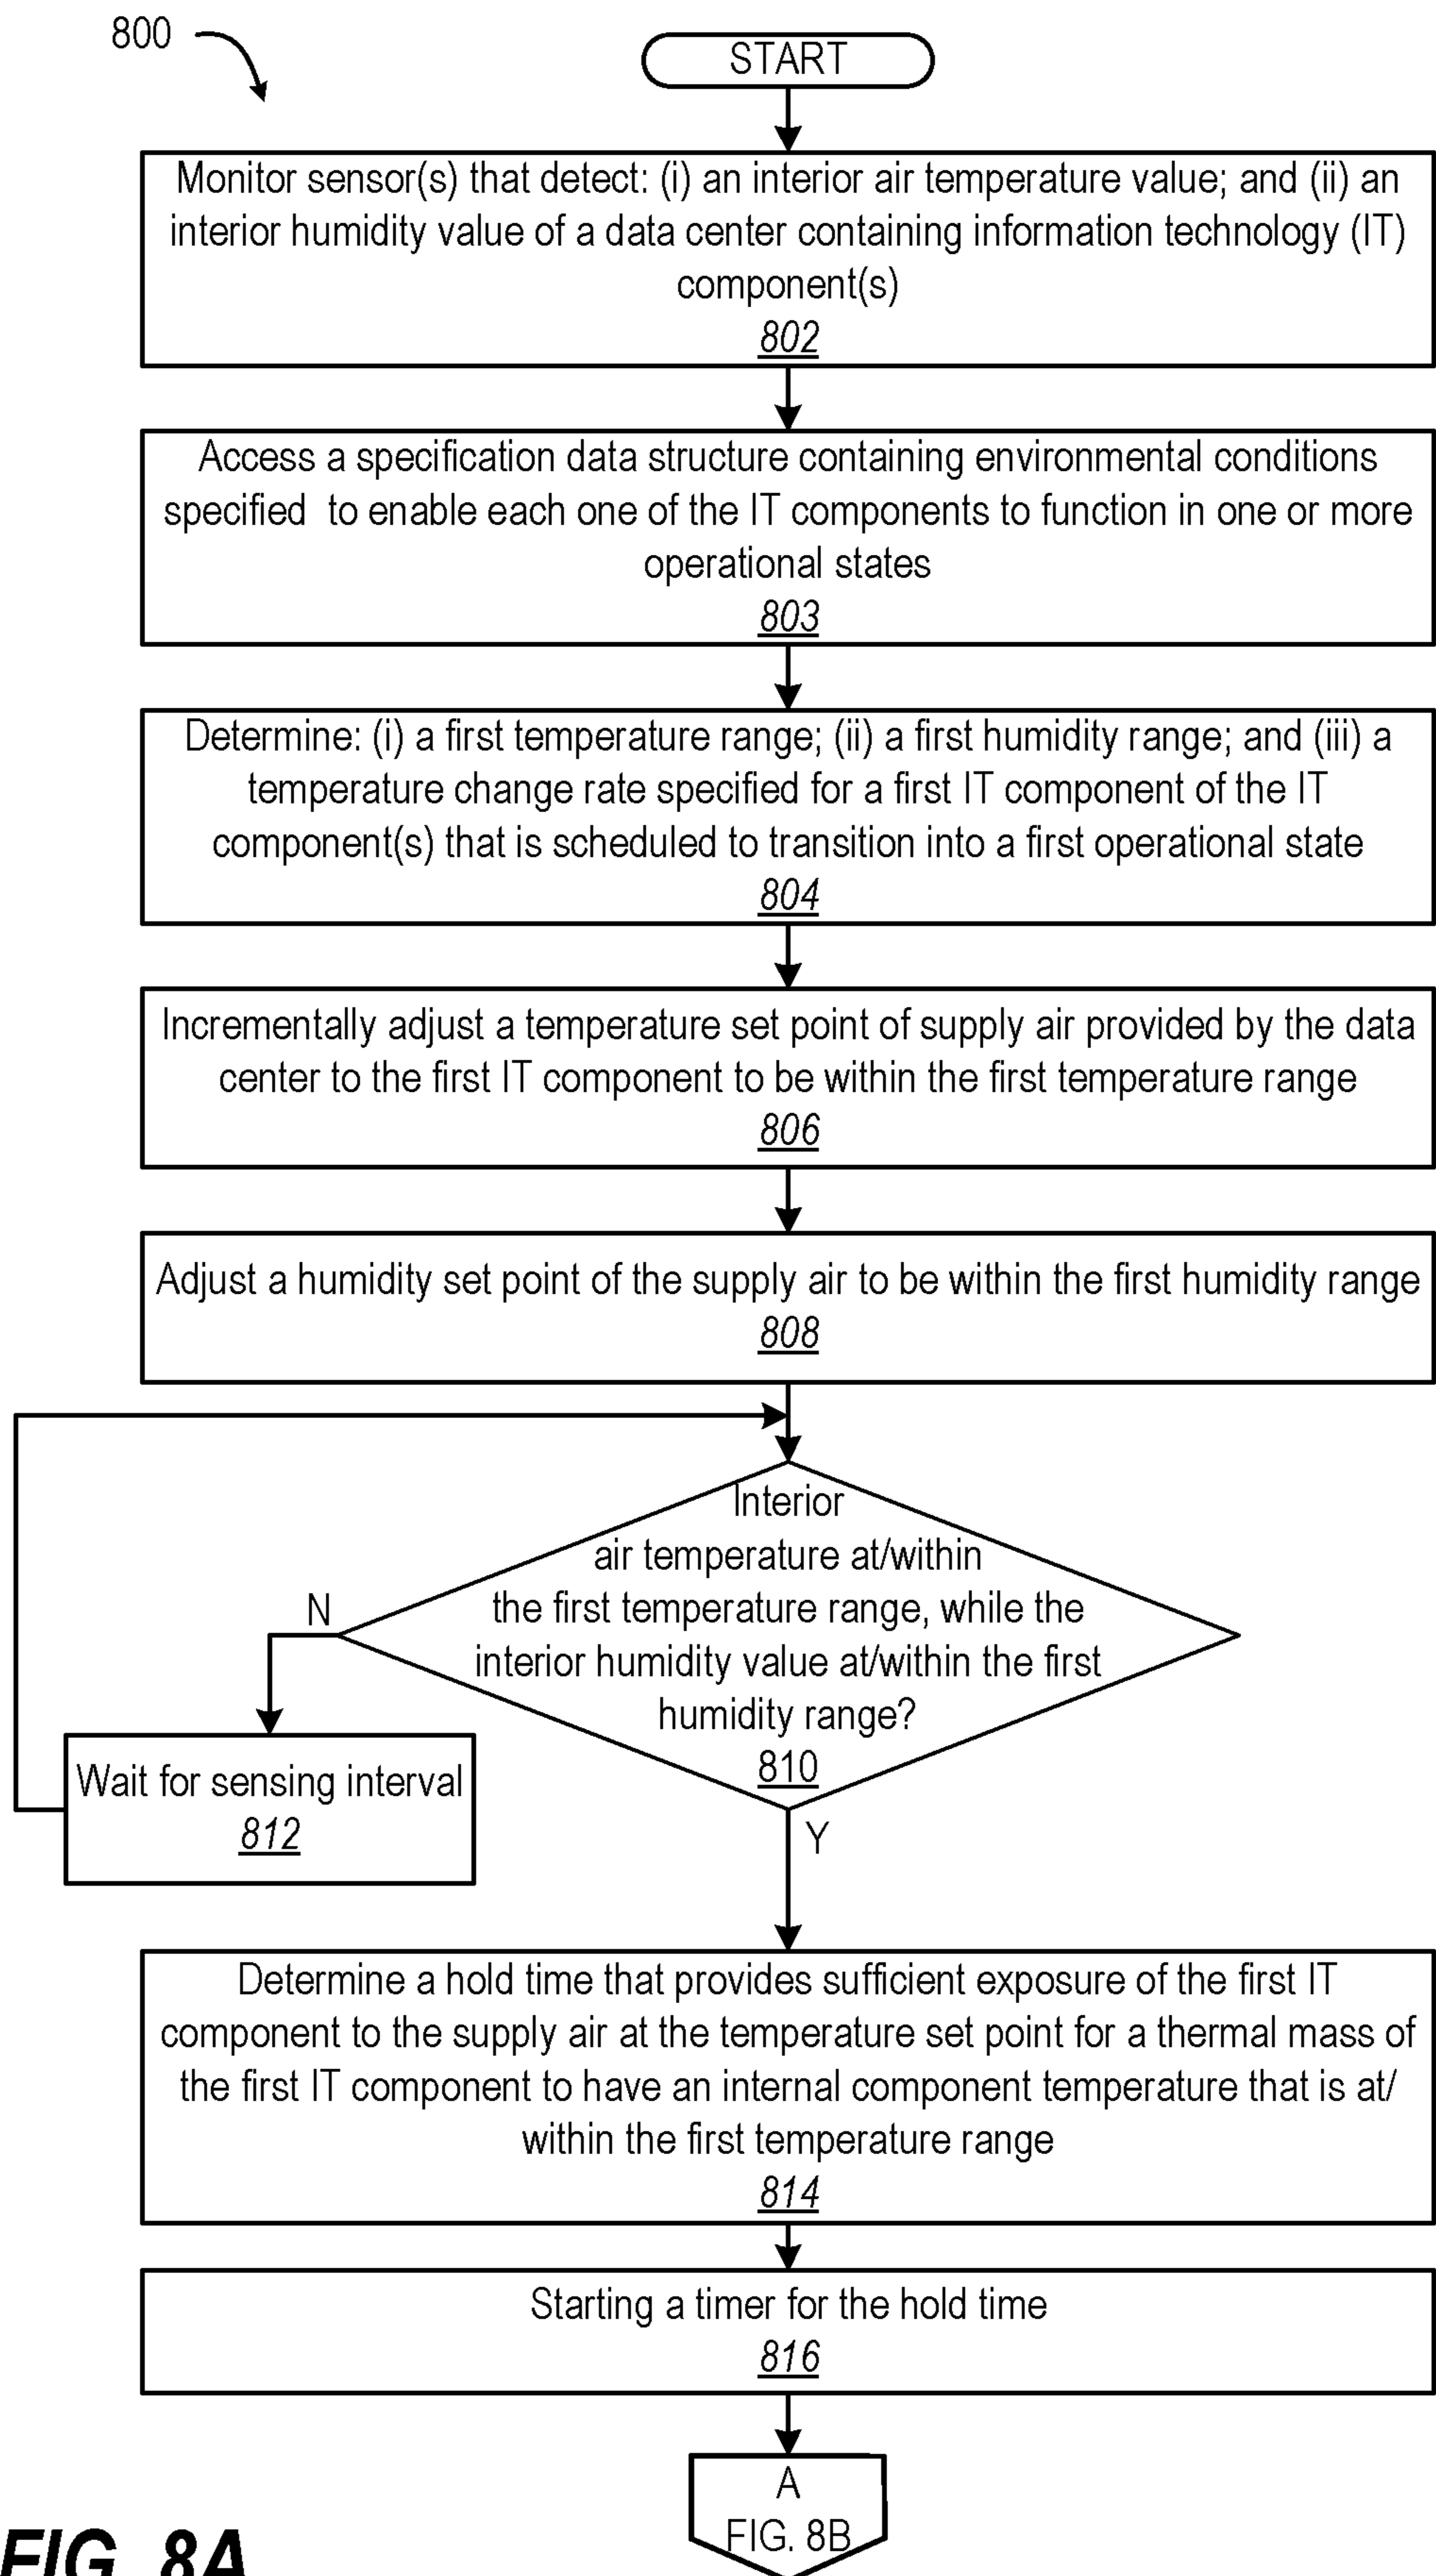 800
START
Monitor sensor(s) that detect: (i) an interior air temperature value; and (ii) an
interior humidity value of a data center containing information technology (IT)
component(s)
802
Access a specification data structure containing environmental conditions
specified  to enable each one of the IT components to function in one or more
operational states
803
Determine: (i) a first temperature range; (ii) a first humidity range; and (iii) a
temperature change rate specified for a first IT component of the IT
component(s) that is scheduled to transition into a first operational state
804
Incrementally adjust a temperature set point of supply air provided by the data
center to the first IT component to be within the first temperature range
806
Adjust a humidity set point of the supply air to be within the first humidity range
808
Interior
air temperature at/within
the first temperature range, while the
interior humidity value at/within the first
humidity range?
810
N
Wait for sensing interval
812
Y
Determine a hold time that provides sufficient exposure of the first IT
component to the supply air at the temperature set point for a thermal mass of
the first IT component to have an internal component temperature that is at/
within the first temperature range
814
Starting a timer for the hold time
816
A
FIG. 8B
FIG. 8A